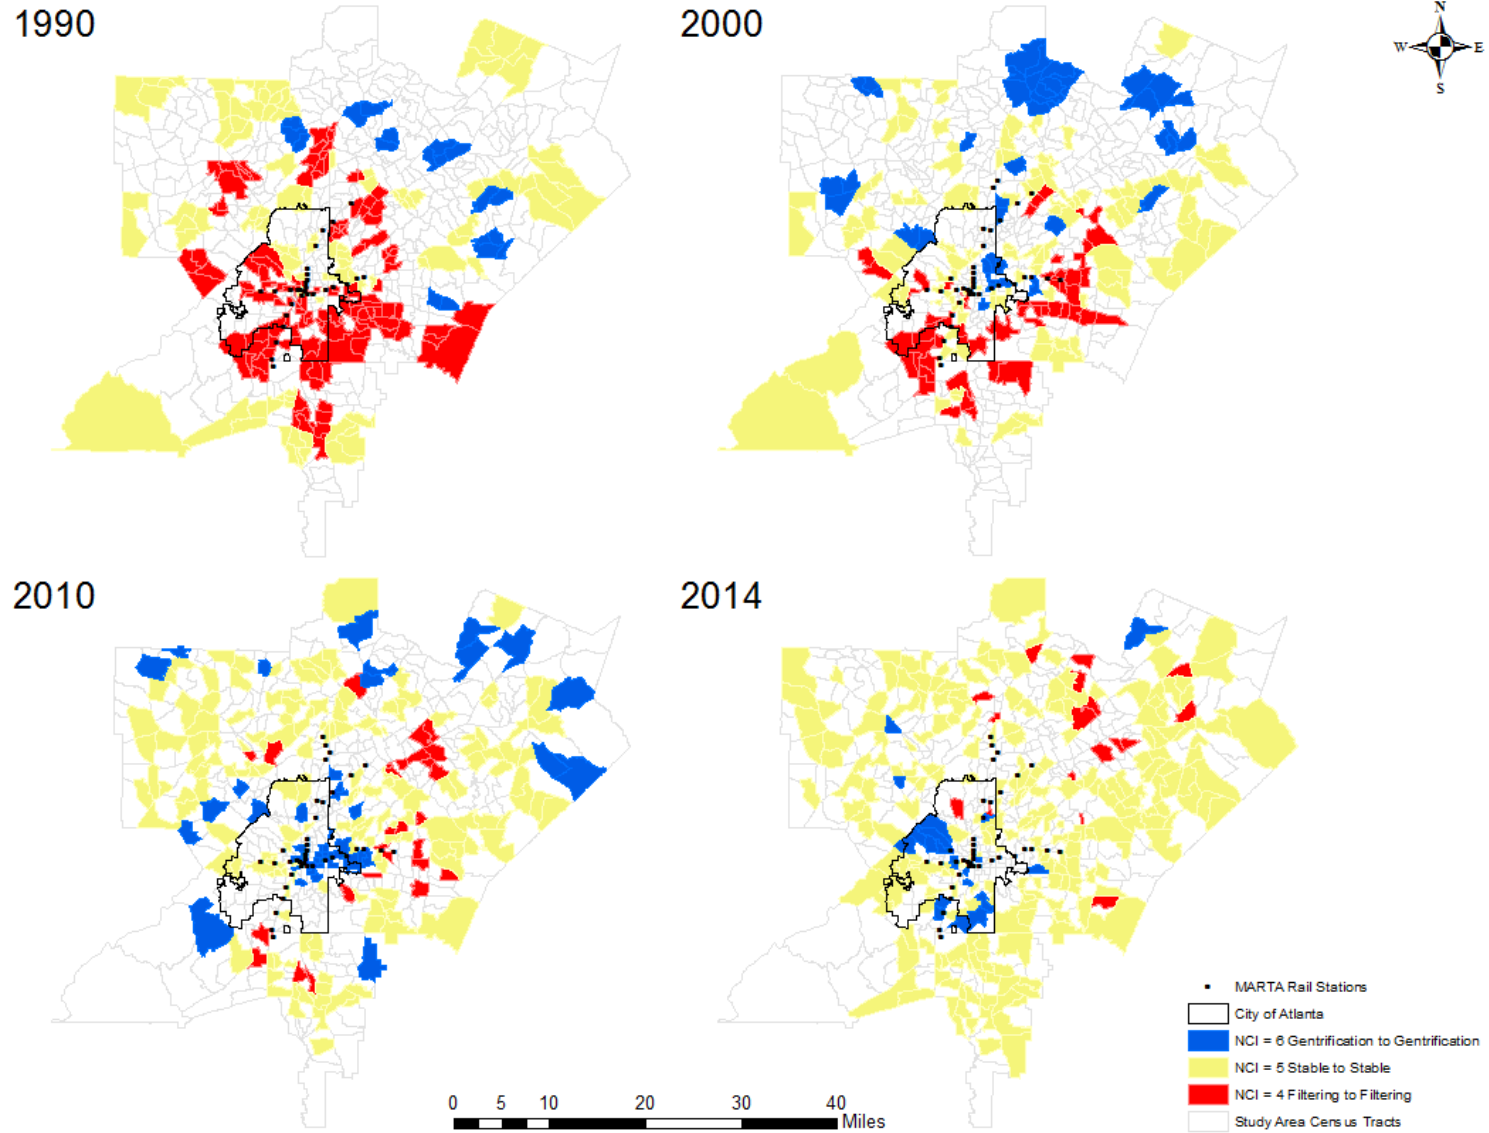 1990
2000
N
W
E
S
2010
2014
MARTA Rail Stations
City of Atlanta
NCI = 6 Gentrification to Gentrification
NCI = 5 Stable to Stable
NCI = 4 Filtering to Filtering
Study Area Census Tracts
0 5 10 20 30 40
Miles